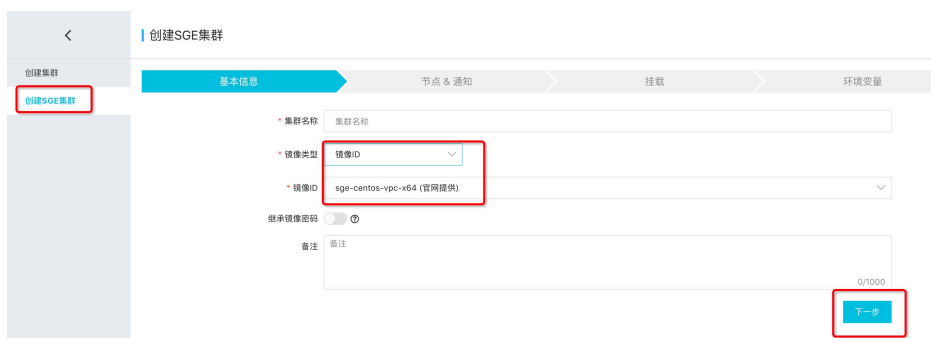 创建SGE集群
创建集群
创建SGE集群
基本信息
节点 & 通知
挂载
环境变量
* 集群名称 集群名称
* 镜像类型 镜像ID
* 镜像ID sge-centos-vpc-x64 (官网提供)
继承镜像密码
备注 备注
0/1000
下一步